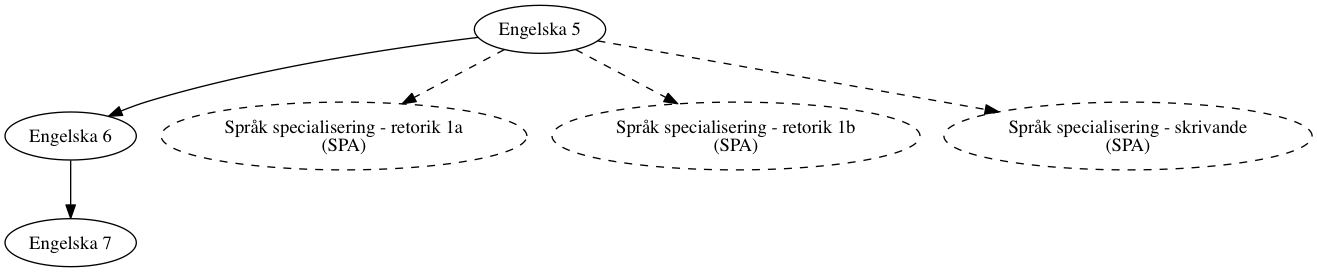 Engelska 5
Engelska 6
Språk specialisering - retorik 1a
(SPA)
Språk specialisering - retorik 1b
(SPA)
Språk specialisering - skrivande
(SPA)
Engelska 7